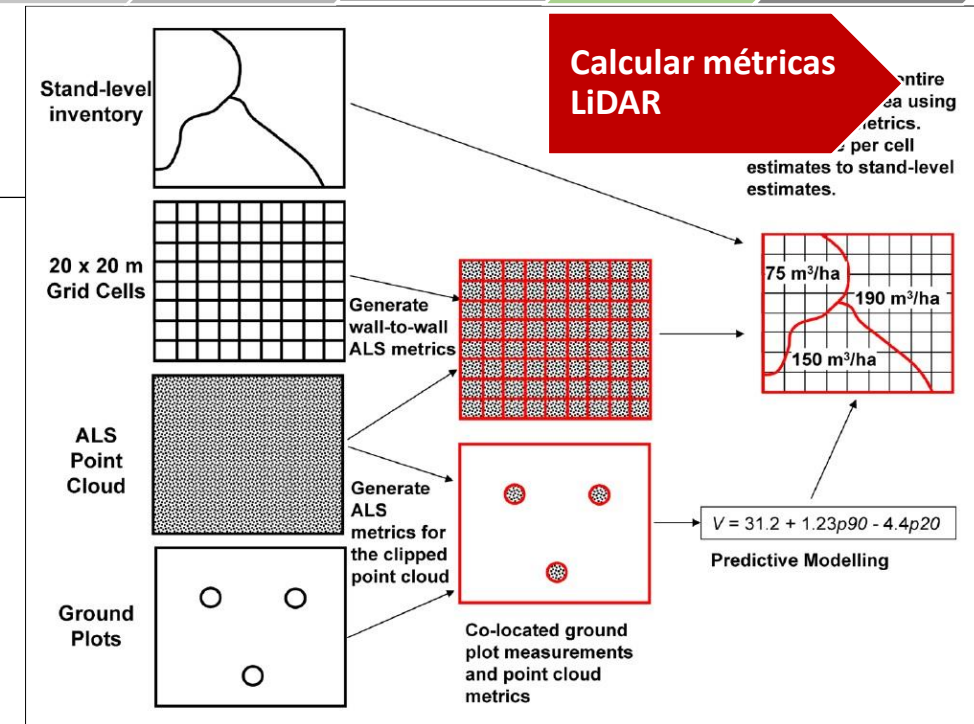 Calcular métricas
LiDAR
entire
using
per cell
estimates to stand-level
estimates.
Stand-level
inventory
20 x 20 m
Grid Cells
Generate
wall-to-wall
ALS metrics
75 m³/ha
190 m³/ha
150 m³/ha
ALS
Point
Cloud
Generate
ALS
metrics for
the clipped
point cloud
V = 31.2 + 1.23p90 - 4.4p20
Predictive Modelling
Ground
Plots
Co-located ground
plot measurements
and point cloud
metrics